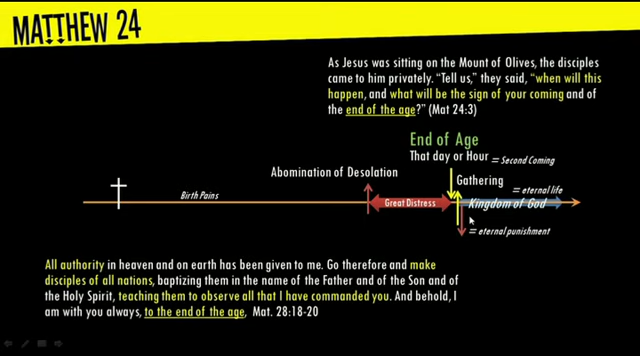 MATTHEW 24
As Jesus was sitting on the Mount of Olives, the disciples
came to him privately. “Tell us,” they said, “when will this
happen, and what will be the sign of your coming and of
the end of the age?” (Mat 24:3)
End of Age
That day or Hour = Second Coming
Abomination of Desolation
Gathering
= eternal life
Birth Pains
Great Distress
Kingdom of God
= eternal punishment
All authority in heaven and on earth has been given to me. Go therefore and make
disciples of all nations, baptizing them in the name of the Father and of the Son and of
the Holy Spirit, teaching them to observe all that I have commanded you. And behold, I
am with you always, to the end of the age, Mat. 28:18-20